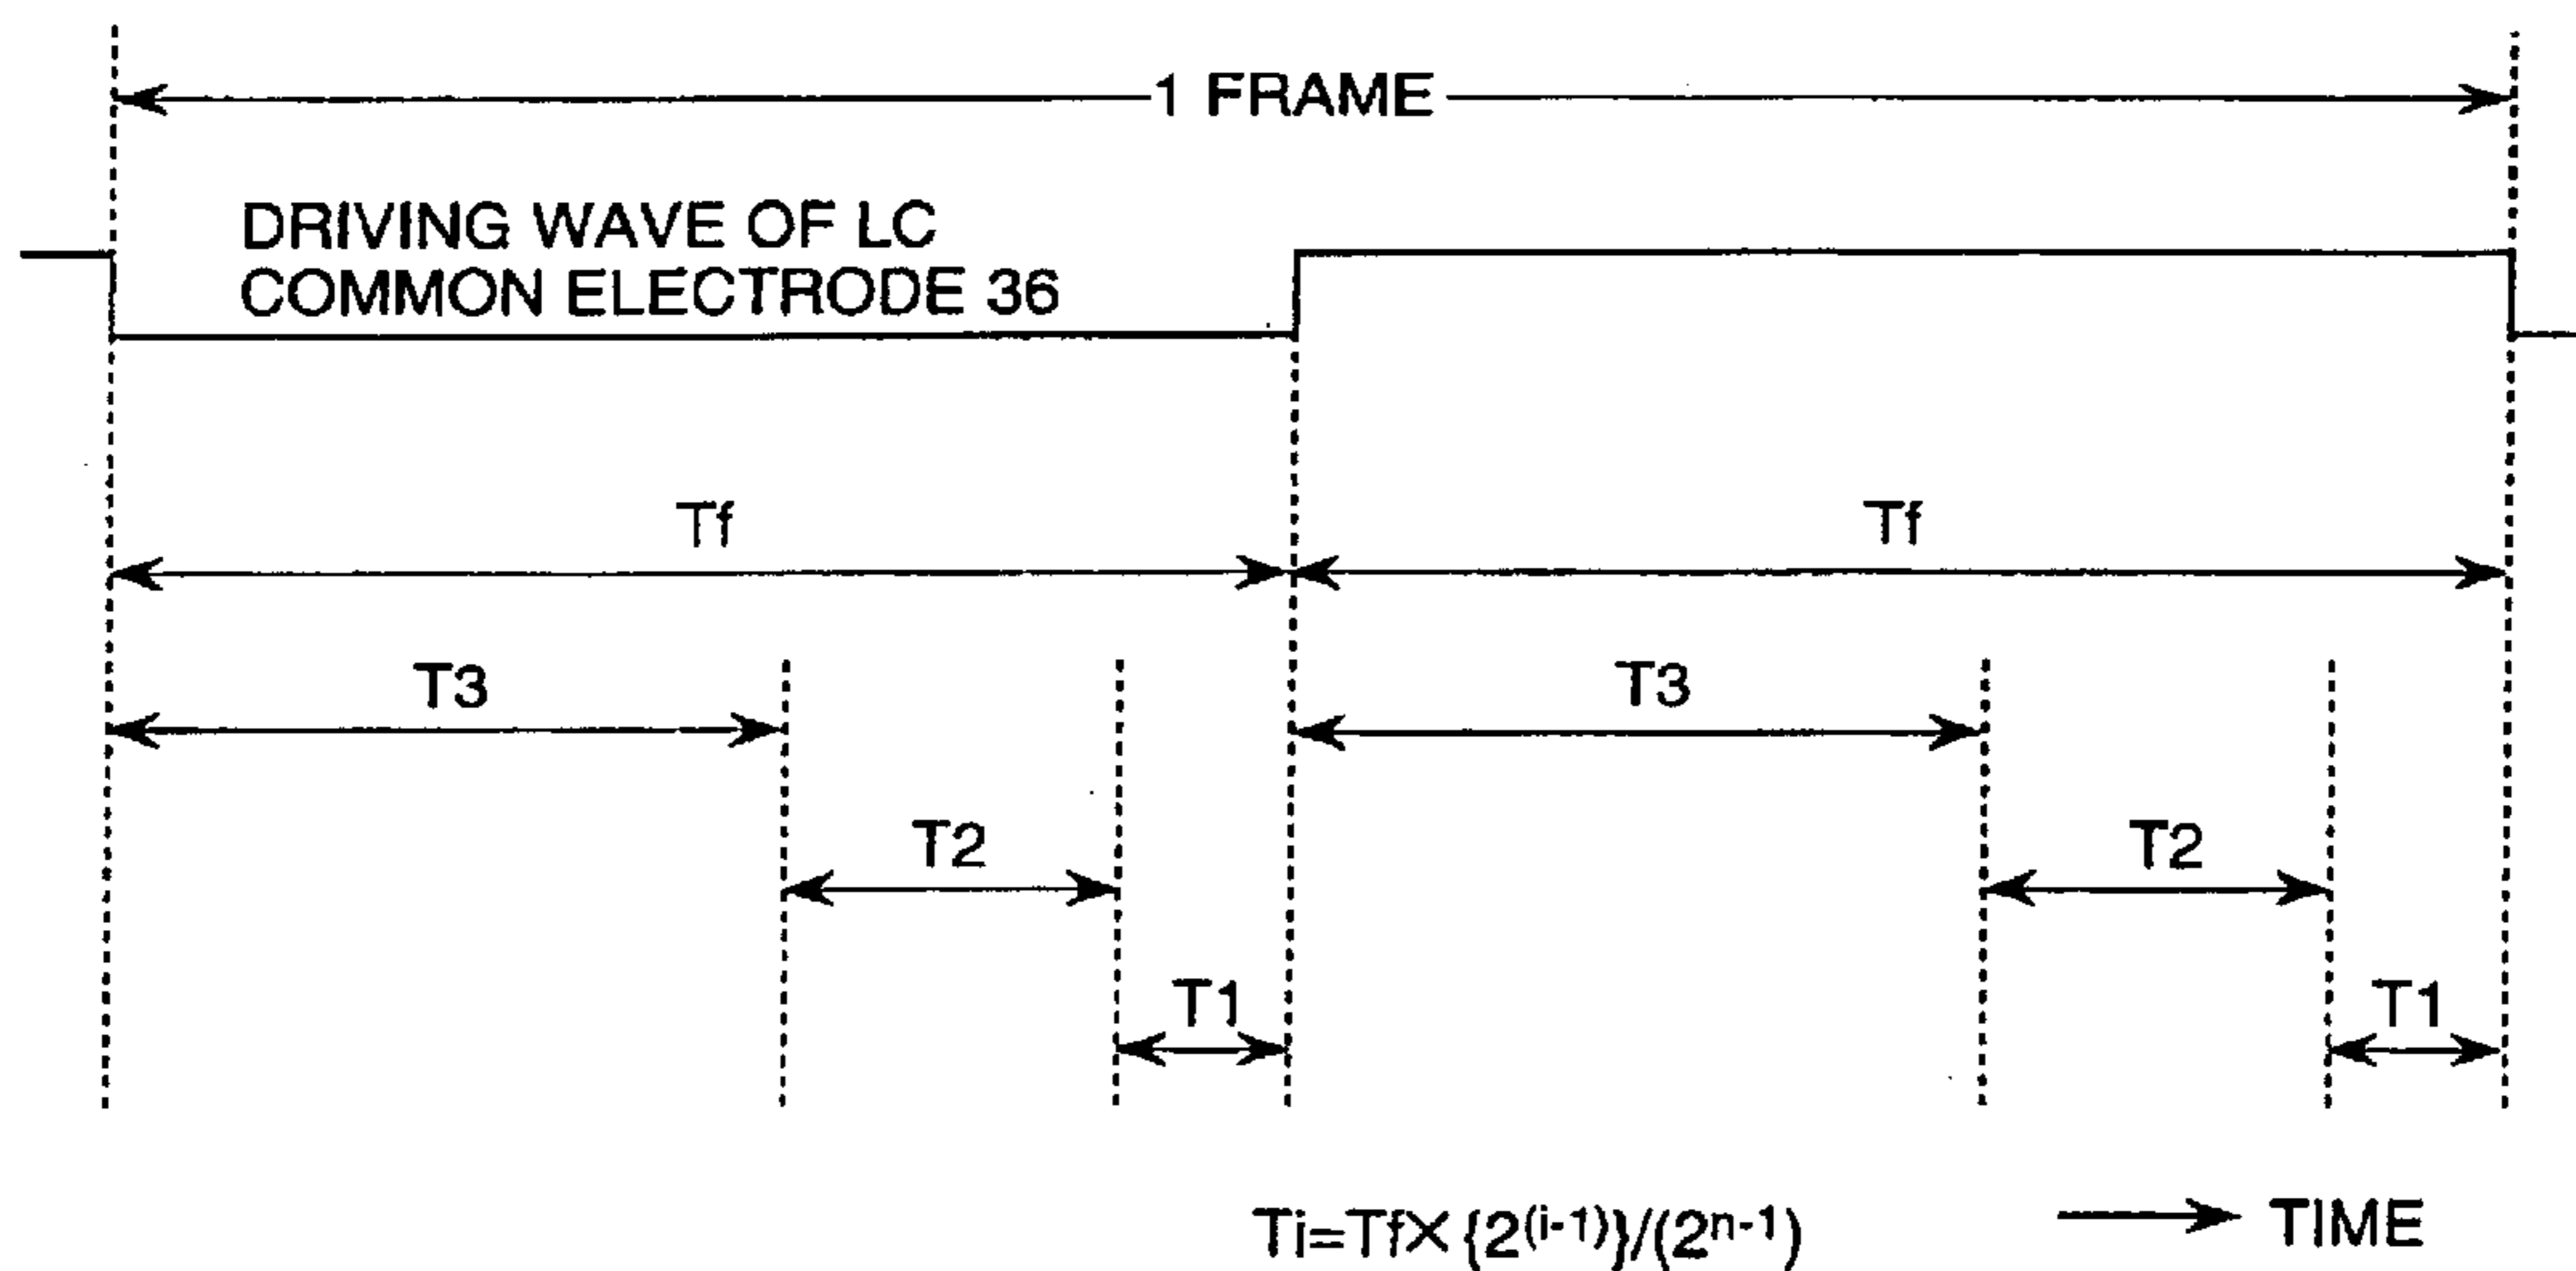 1 FRAME
DRIVING WAVE OF LC
COMMON ELECTRODE 36
Tf Tf
T3 T3
T2 T2
T1 T1
Ti=Tf×{2^(i-1)}/(2^n-1)
TIME